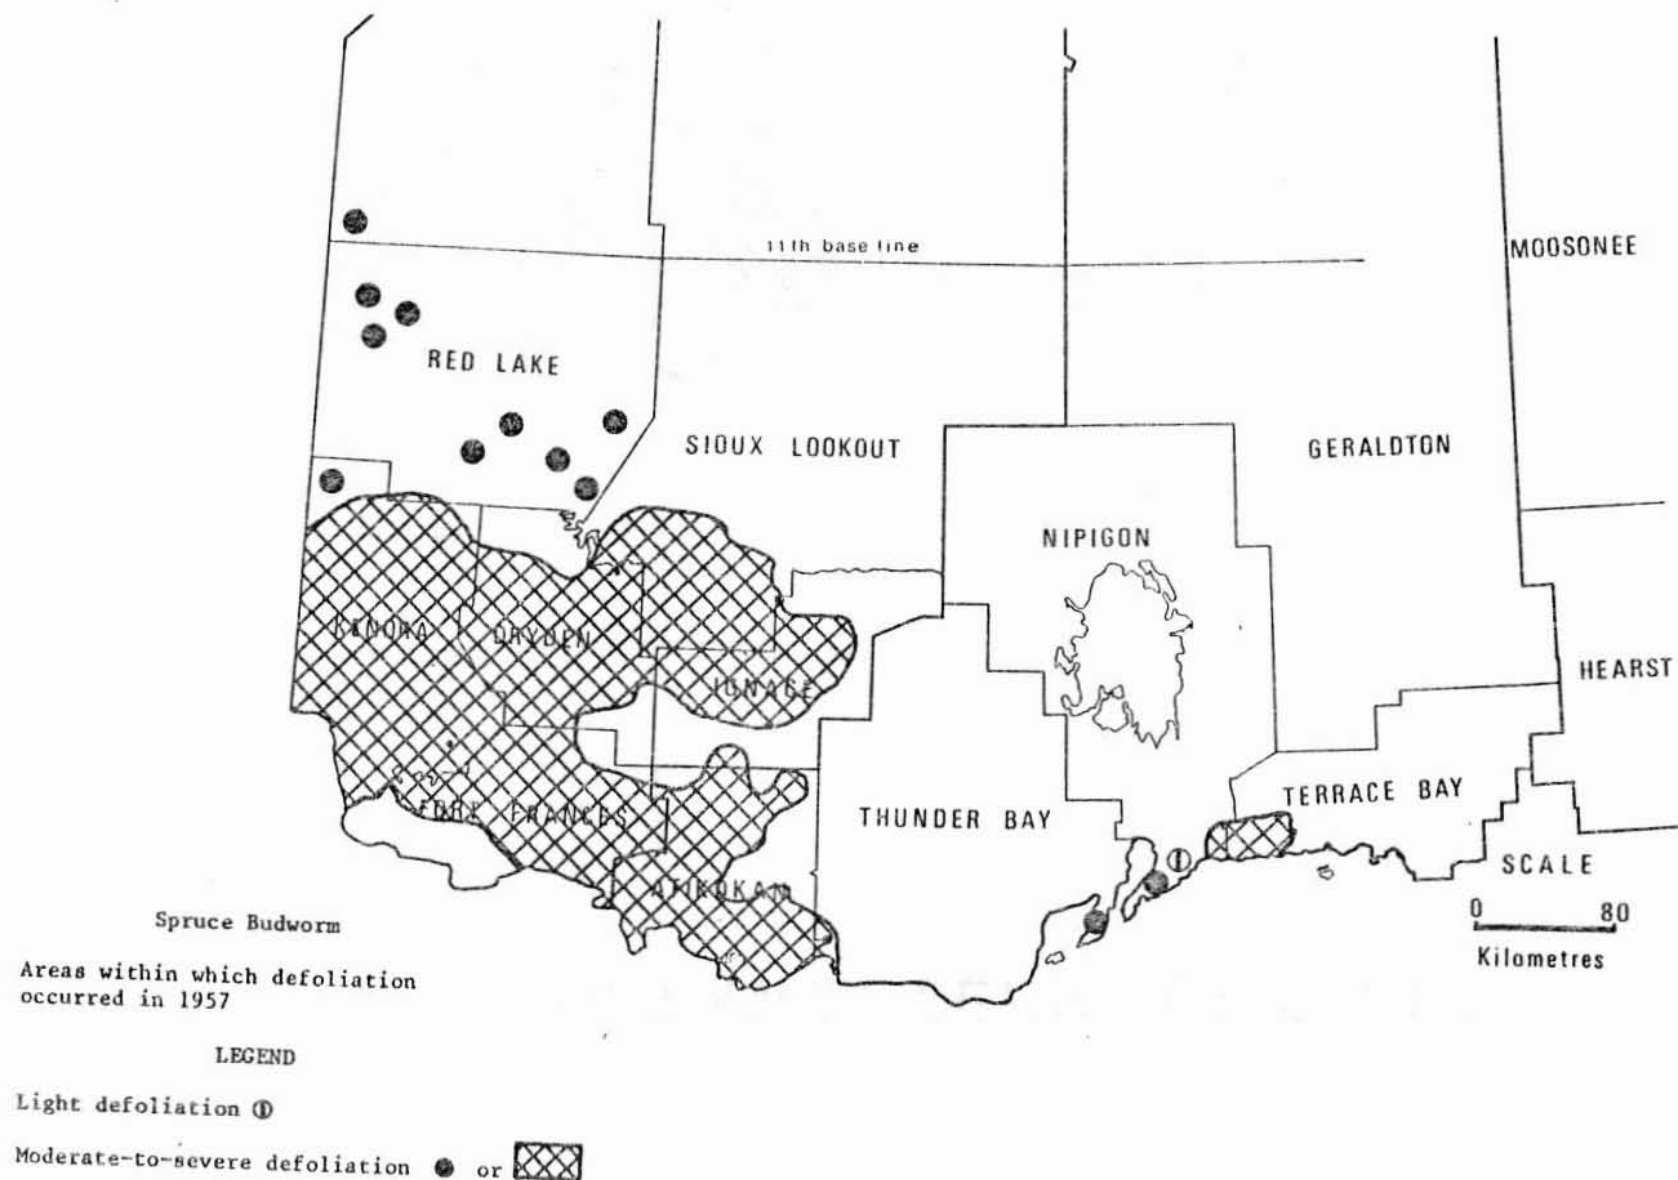 11th base line
MOOSONEE
RED LAKE
SIOUX LOOKOUT
GERALDTON
NIPIGON
KENORA
DRYDEN
IGNACE
HEARST
TERRACE BAY
FORT FRANCES
THUNDER BAY
ATIKOKAN
SCALE
0 80
Kilometres
Spruce Budworm
Areas within which defoliation
occurred in 1957
LEGEND
Light defoliation
Moderate-to-severe defoliation or